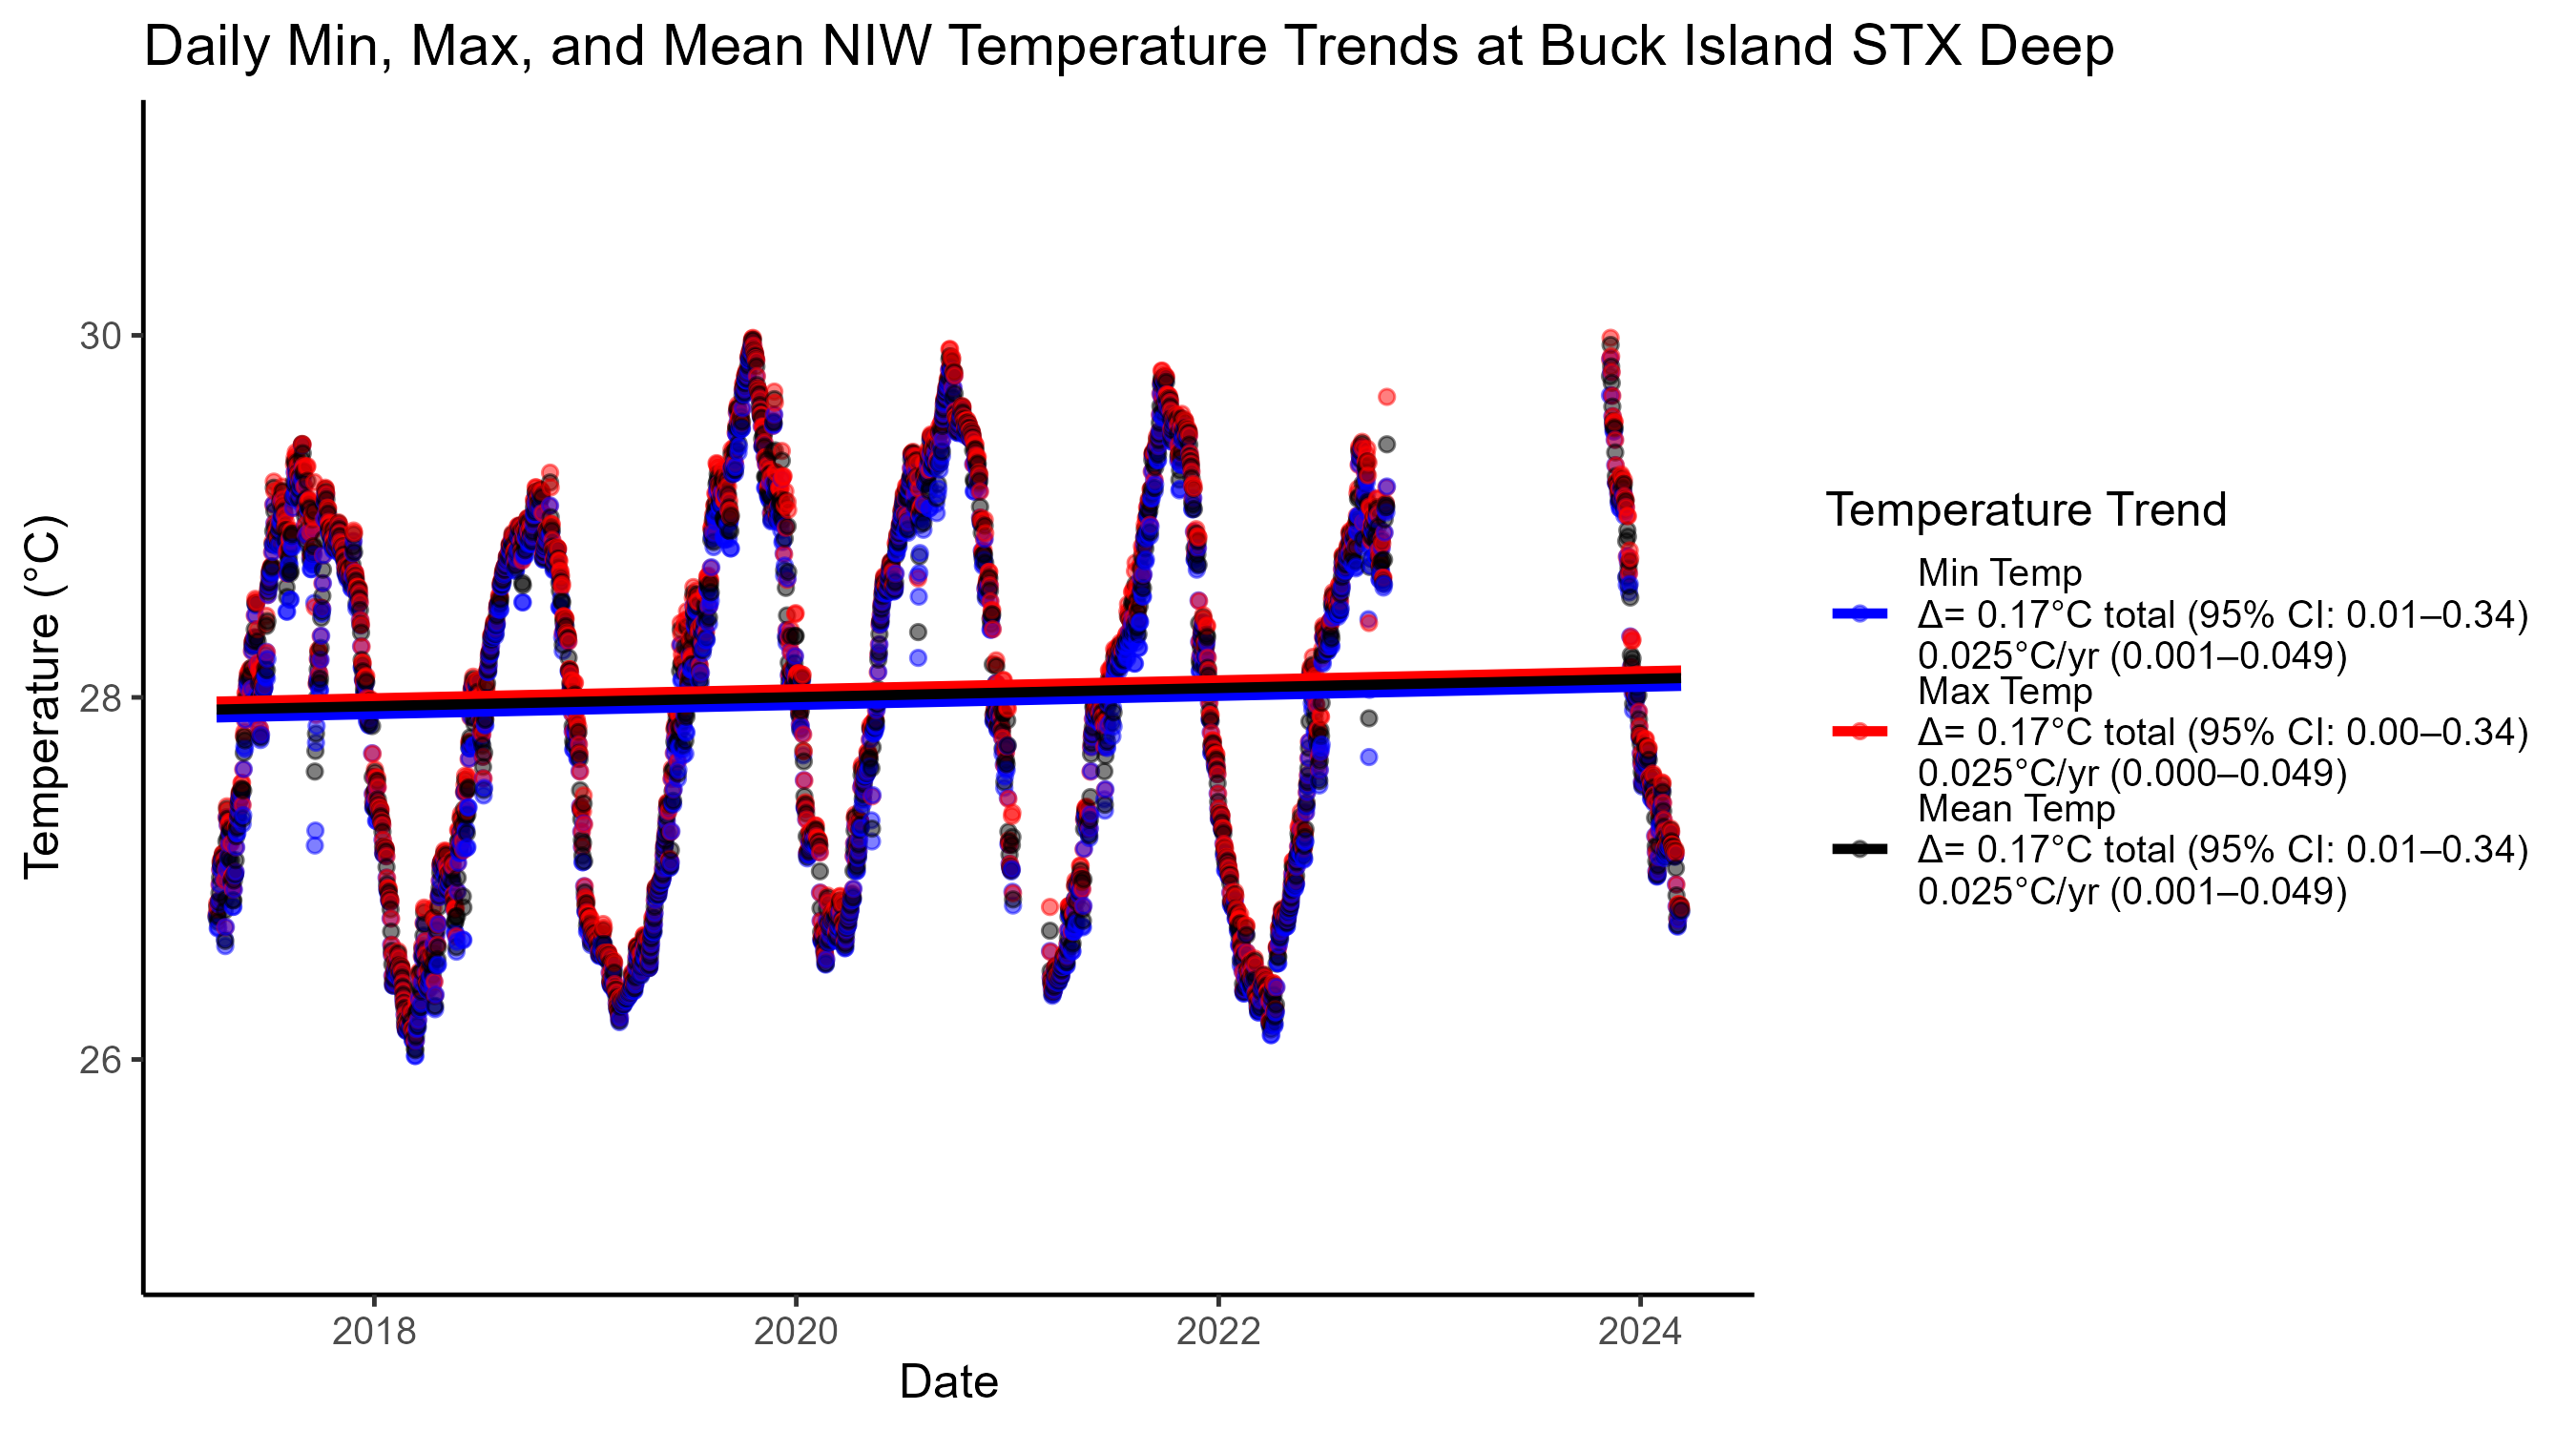 Daily Min, Max, and Mean NIW Temperature Trends at Buck Island STX Deep
Temperature (°C)
30
28
26
2018
2020
2022
2024
Date
Temperature Trend
Min Temp
Δ= 0.17°C total (95% CI: 0.01–0.34)
0.025°C/yr (0.001–0.049)
Max Temp
Δ= 0.17°C total (95% CI: 0.00–0.34)
0.025°C/yr (0.000–0.049)
Mean Temp
Δ= 0.17°C total (95% CI: 0.01–0.34)
0.025°C/yr (0.001–0.049)